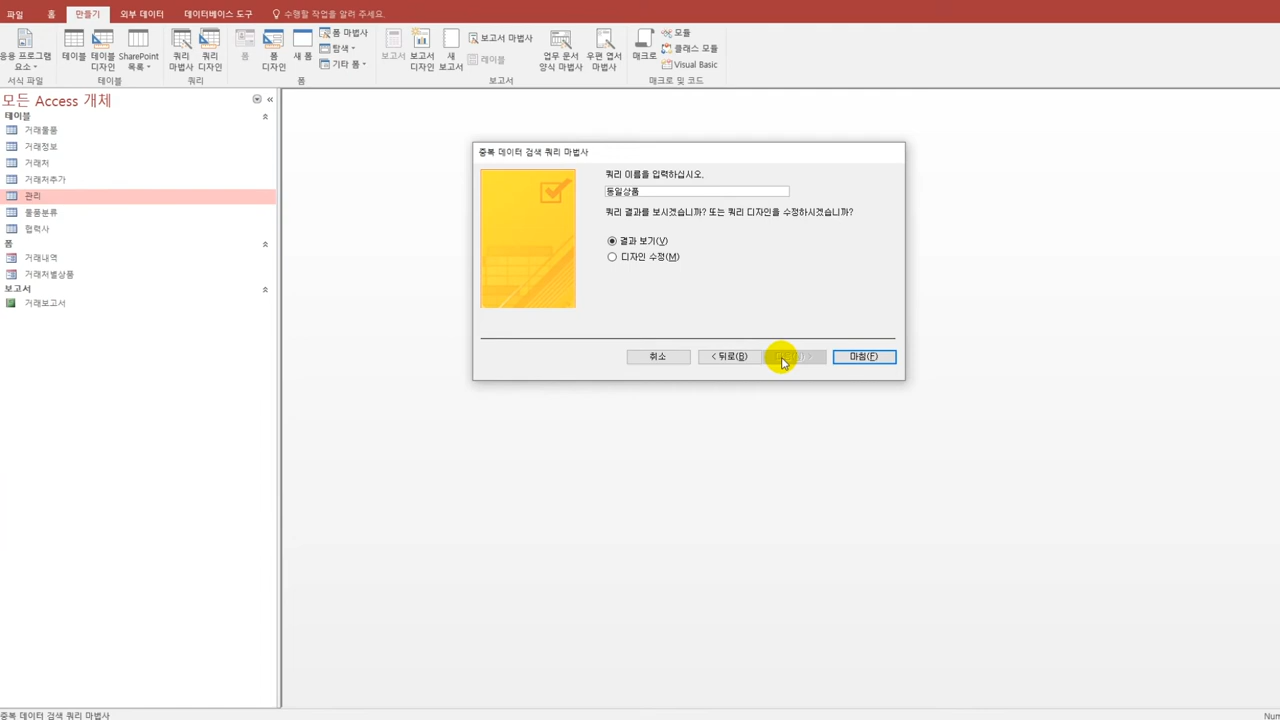 파일 홈 만들기 외부 데이터 데이터베이스 도구 수행할 작업을 알려 주세요.
응용 프로그램 요소
테이블
테이블 디자인
SharePoint 목록
쿼리 마법사
쿼리 디자인
폼
폼 디자인
새 폼
폼 마법사
탐색
기타 폼
보고서
보고서 디자인
새 보고서
보고서 마법사
레이블
업무 문서 양식 마법사
우편 엽서 마법사
매크로
모듈
클래스 모듈
Visual Basic
서식 파일 테이블 쿼리 폼 보고서 매크로 및 코드
모든 Access 개체
테이블
거래물품
거래정보
거래처
거래처추가
관리
물품분류
협력사
폼
거래내역
거래처별상품
보고서
거래보고서
중복 데이터 검색 쿼리 마법사
쿼리 이름을 입력하십시오.
동일상품
쿼리 결과를 보시겠습니까? 또는 쿼리 디자인을 수정하시겠습니까?
결과 보기(V)
디자인 수정(M)
취소 < 뒤로(B) 마침(F)
중복 데이터 검색 쿼리 마법사
Num